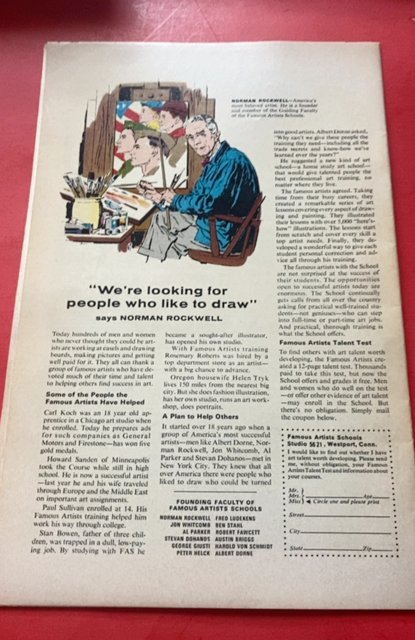 NORMAN ROCKWELL—America's
most beloved artist. He is a founder
and member of the Guiding Faculty
of the Famous Artists Schools.
"We're looking for
people who like to draw"
says NORMAN ROCKWELL
Today hundreds of men and women
who never thought they could be art-
ists are working at easels and drawing
boards, making pictures and getting
well paid for it. They all can thank a
group of famous artists who have de-
voted much of their time and talent
to helping others find success in art.
Some of the People the
Famous Artists Have Helped
Carl Koch was an 18 year old ap-
prentice in a Chicago art studio when
he enrolled. Today he prepares ads
for such companies as General
Motors and Firestone—has won five
gold medals.
Howard Sanden of Minneapolis
took the Course while still in high
school. He is now a successful artist
—last year he and his wife traveled
through Europe and the Middle East
on important art assignments.
Paul Sullivan enrolled at 14. His
Famous Artists training helped him
work his way through college.
Stan Bowen, father of three chil-
dren, was trapped in a dull, low-pay-
ing job. By studying with FAS he
became a sought-after illustrator,
has opened his own studio.
With Famous Artists training
Rosemary Roberts was hired by a
top department store as an artist—
with a big chance to advance.
Oregon housewife Helen Tryk
lives 150 miles from the nearest big
city. But she does fashion illustration,
has her own studio, runs an art work-
shop, does portraits.
A Plan to Help Others
It started over 18 years ago when a
group of America's most successful
artists—men like Albert Dorne, Nor-
man Rockwell, Jon Whitcomb, Al
Parker and Stevan Dohanos—met in
New York City. They knew that all
over America there were people who
liked to draw who could be turned
FOUNDING FACULTY OF
FAMOUS ARTISTS SCHOOLS
NORMAN ROCKWELL FRED LUDEKENS
JON WHITCOMB BEN STAHL
AL PARKER ROBERT FAWCETT
STEVAN DOHANOS AUSTIN BRIGGS
GEORGE GIUSTI HAROLD VON SCHMIDT
PETER HELCK ALBERT DORNE
into good artists. Albert Dorne asked,
"Why can't we give these people the
training they need—including all the
trade secrets and know-how we've
learned over the years?"
He suggested a new kind of art
school—a home study art school—
that would give talented people the
best professional art training, no
matter where they live.
The famous artists agreed. Taking
time from their busy careers, they
created a remarkable series of art
lessons covering every aspect of draw-
ing and painting. They illustrated
their lessons with over 5,000 "here's-
how" illustrations. The lessons start
from scratch and cover every skill a
top artist needs. Finally, they de-
veloped a wonderful way to give each
student personal correction and ad-
vice all through his training.
The famous artists with the School
are not surprised at the success of
their students. The opportunities
open to successful artists today are
enormous. The School continually
gets calls from all over the country
asking for practical well-trained stu-
dents—not geniuses—who can step
into full-time or part-time art jobs.
And practical, thorough training is
what the School offers.
Famous Artists Talent Test
To find others with art talent worth
developing, the Famous Artists cre-
ated a 12-page talent test. Thousands
paid to take this test, but now the
School offers and grades it free. Men
and women who do well on the test
—or offer other evidence of art talent
—may enroll in the School. But
there's no obligation. Simply mail
the coupon below.
Famous Artists Schools
Studio 5621, Westport, Conn.
I would like to find out whether I have
art talent worth developing. Please send
me, without obligation, your Famous
Artists Talent Test and information about
your courses.
Mr.
Mrs. Age
Miss Circle one and please print
Street
City
State Zip